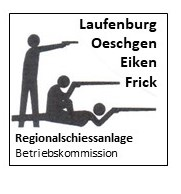 Laufenburg
Oeschgen
Eiken
Frick
Regionalschiessanlage
Betriebskommission